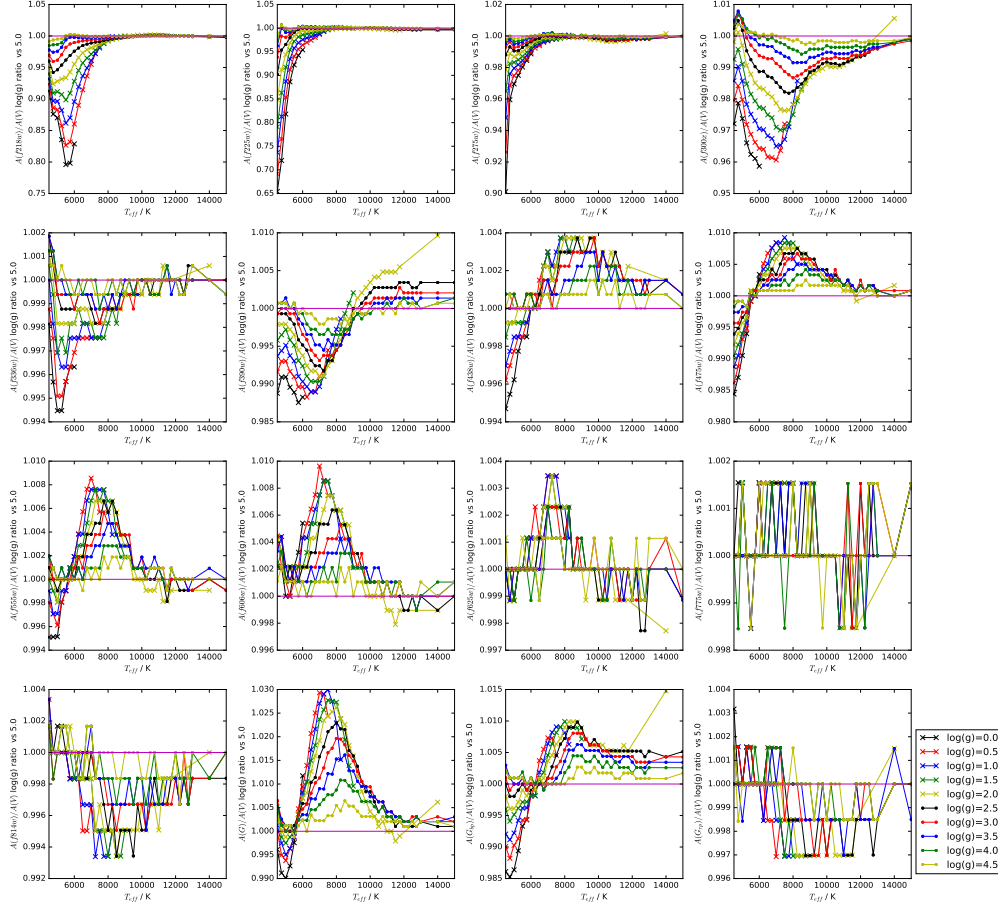 A(f218w)/A(V) log(g) ratio vs 5.0
1.05
1.00
0.95
0.90
0.85
0.80
0.75
6000 8000 10000 12000 14000
T_eff / K
A(f225w)/A(V) log(g) ratio vs 5.0
1.05
1.00
0.95
0.90
0.85
0.80
0.75
0.70
0.65
6000 8000 10000 12000 14000
T_eff / K
A(f275w)/A(V) log(g) ratio vs 5.0
1.02
1.00
0.98
0.96
0.94
0.92
0.90
6000 8000 10000 12000 14000
T_eff / K
A(f300x)/A(V) log(g) ratio vs 5.0
1.01
1.00
0.99
0.98
0.97
0.96
0.95
6000 8000 10000 12000 14000
T_eff / K
A(f336w)/A(V) log(g) ratio vs 5.0
1.002
1.000
0.999
0.998
0.997
0.996
0.995
0.994
6000 8000 10000 12000 14000
T_eff / K
A(f390w)/A(V) log(g) ratio vs 5.0
1.010
1.005
1.000
0.995
0.990
0.985
6000 8000 10000 12000 14000
T_eff / K
A(f438w)/A(V) log(g) ratio vs 5.0
1.004
1.002
1.000
0.998
0.996
0.994
6000 8000 10000 12000 14000
T_eff / K
A(f475w)/A(V) log(g) ratio vs 5.0
1.010
1.005
1.000
0.995
0.990
0.985
0.980
6000 8000 10000 12000 14000
T_eff / K
A(f555w)/A(V) log(g) ratio vs 5.0
1.010
1.008
1.006
1.004
1.002
1.000
0.998
0.996
0.994
6000 8000 10000 12000 14000
T_eff / K
A(f606w)/A(V) log(g) ratio vs 5.0
1.010
1.008
1.006
1.004
1.002
1.000
0.998
0.996
6000 8000 10000 12000 14000
T_eff / K
A(f625w)/A(V) log(g) ratio vs 5.0
1.004
1.003
1.002
1.001
1.000
0.999
0.998
0.997
6000 8000 10000 12000 14000
T_eff / K
A(f775w)/A(V) log(g) ratio vs 5.0
1.002
1.001
1.000
0.999
0.998
6000 8000 10000 12000 14000
T_eff / K
A(f814w)/A(V) log(g) ratio vs 5.0
1.004
1.002
1.000
0.998
0.996
0.994
0.992
6000 8000 10000 12000 14000
T_eff / K
A(G)/A(V) log(g) ratio vs 5.0
1.030
1.025
1.020
1.015
1.010
1.005
1.000
0.995
0.990
6000 8000 10000 12000 14000
T_eff / K
A(G_bp)/A(V) log(g) ratio vs 5.0
1.015
1.010
1.005
1.000
0.995
0.990
0.985
6000 8000 10000 12000 14000
T_eff / K
A(G_rp)/A(V) log(g) ratio vs 5.0
1.004
1.003
1.002
1.001
1.000
0.999
0.998
0.997
6000 8000 10000 12000 14000
T_eff / K
log(g)=0.0
log(g)=0.5
log(g)=1.0
log(g)=1.5
log(g)=2.0
log(g)=2.5
log(g)=3.0
log(g)=3.5
log(g)=4.0
log(g)=4.5